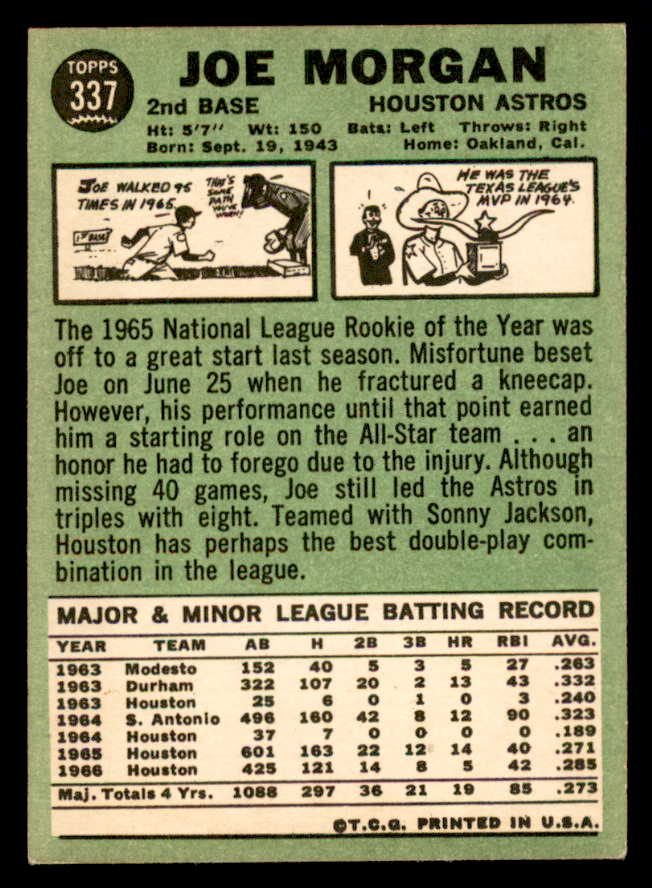 TOPPS
337
JOE MORGAN
2nd BASE HOUSTON ASTROS
Ht: 5'7" Wt: 150 Bats: Left Throws: Right
Born: Sept. 19, 1943 Home: Oakland, Cal.
JOE WALKED 95
TIMES IN 1965
THAT'S
SOME
PATH
YOU'VE
WORN!
1ST BASE
HE WAS THE
TEXAS LEAGUE'S
MVP IN 1964.
The 1965 National League Rookie of the Year was
off to a great start last season. Misfortune beset
Joe on June 25 when he fractured a kneecap.
However, his performance until that point earned
him a starting role on the All-Star team . . . an
honor he had to forego due to the injury. Although
missing 40 games, Joe still led the Astros in
triples with eight. Teamed with Sonny Jackson,
Houston has perhaps the best double-play com-
bination in the league.
MAJOR & MINOR LEAGUE BATTING RECORD
YEAR TEAM AB H 2B 3B HR RBI AVG.
1963 Modesto 152 40 5 3 5 27 .263
1963 Durham 322 107 20 2 13 43 .332
1963 Houston 25 6 0 1 0 3 .240
1964 S. Antonio 496 160 42 8 12 90 .323
1964 Houston 37 7 0 0 0 0 .189
1965 Houston 601 163 22 12 14 40 .271
1966 Houston 425 121 14 8 5 42 .285
Maj. Totals 4 Yrs. 1088 297 36 21 19 85 .273
©T.C.G. PRINTED IN U.S.A.